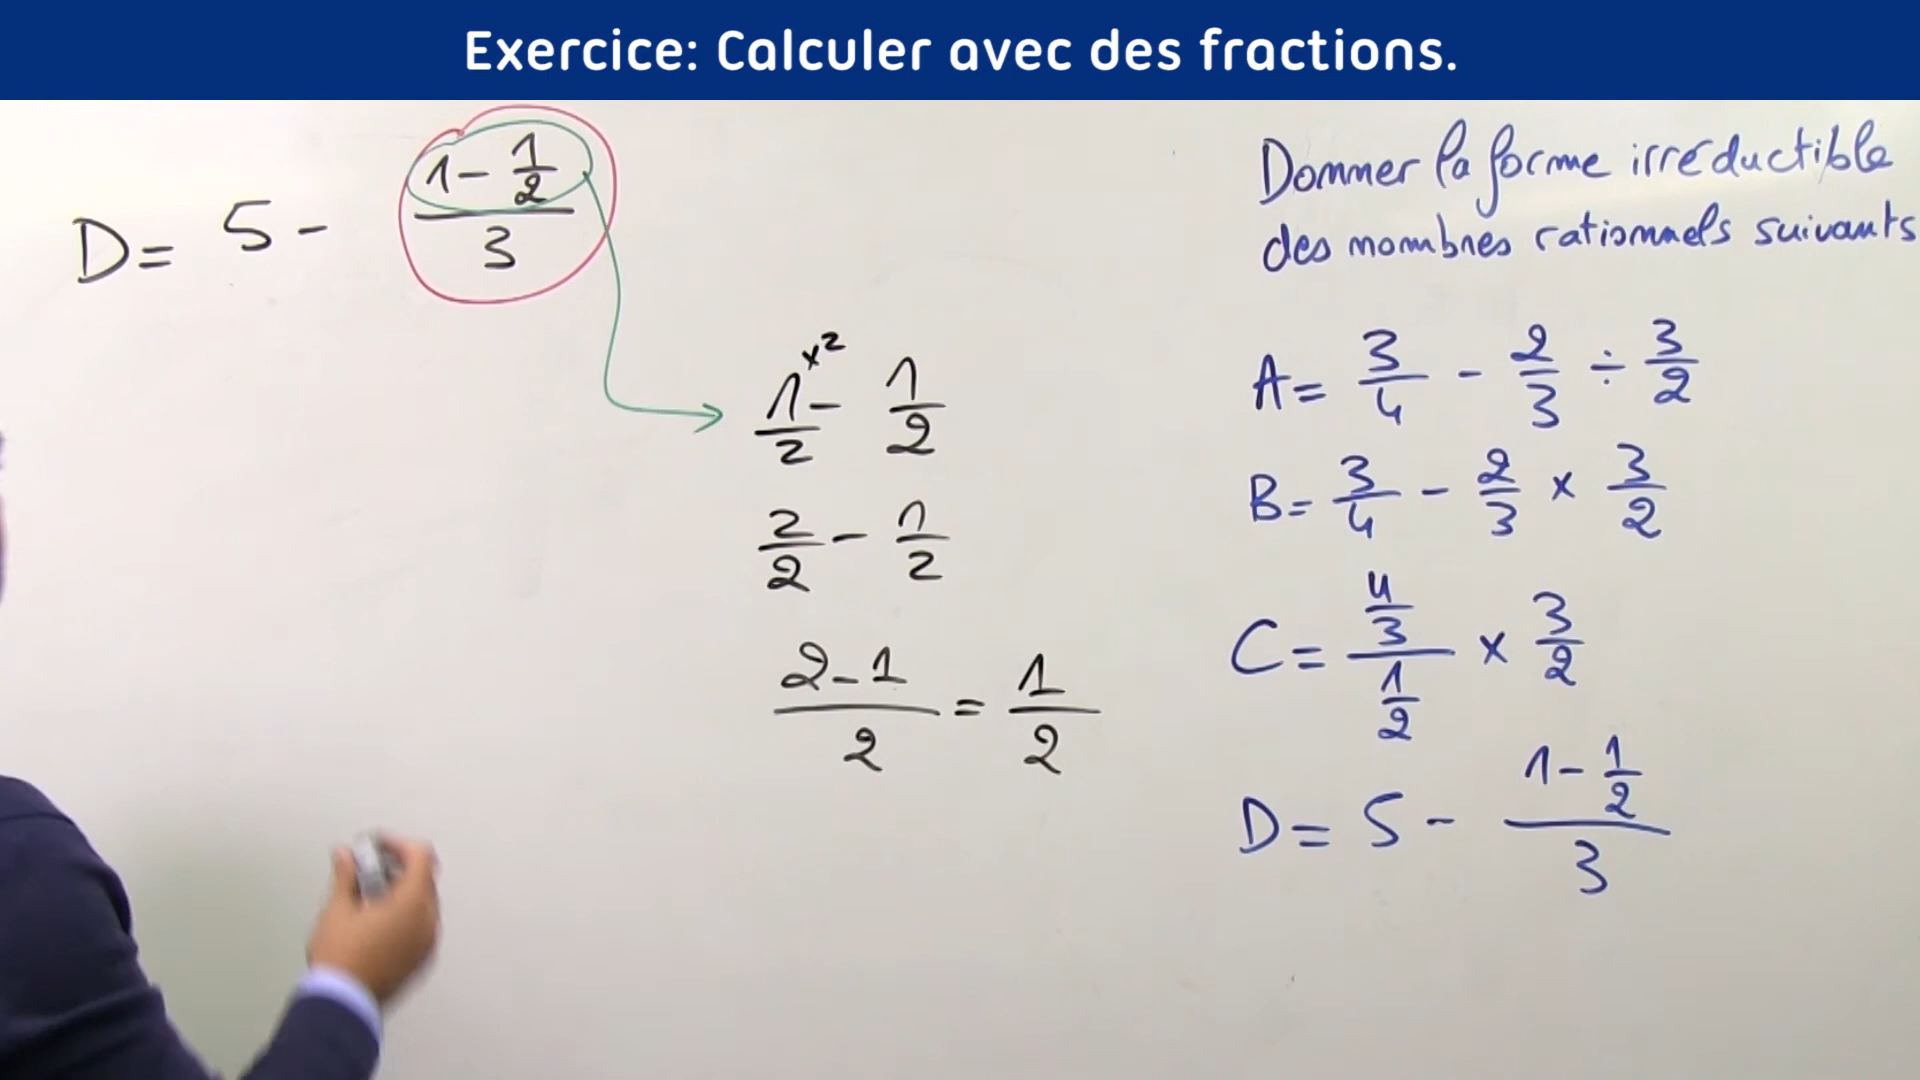 Exercice: Calculer avec des fractions.
D = 5 - (1 - 1/2)/3
1/2 ×2 - 1/2
2/2 - 1/2
(2 - 1)/2 = 1/2
Donner la forme irréductible
des nombres rationnels suivants
A = 3/4 - 2/3 ÷ 3/2
B = 3/4 - 2/3 × 3/2
C = (4/3)/(1/2) × 3/2
D = 5 - (1 - 1/2)/3